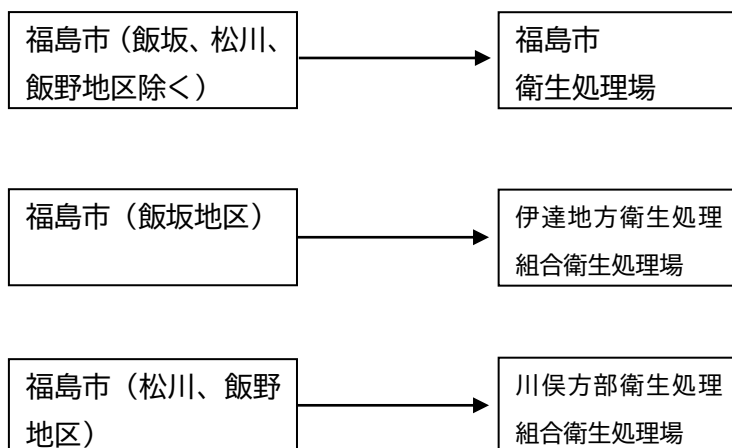 福島市（飯坂、松川、
飯野地区除く）
福島市
衛生処理場
福島市（飯坂地区）
伊達地方衛生処理
組合衛生処理場
福島市（松川、飯野
地区）
川俣方部衛生処理
組合衛生処理場